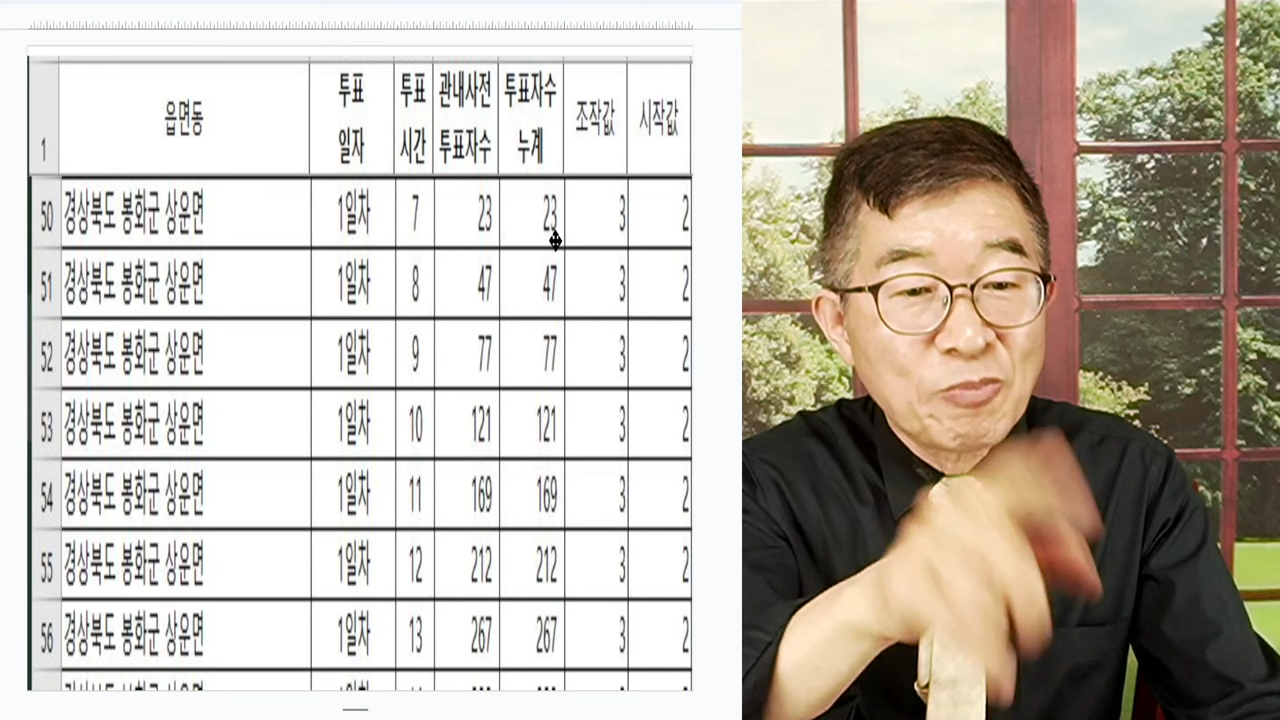 1 읍면동 투표 일자 투표 시간 관내사전 투표자수 투표자수 누계 조작값 시작값
50 경상북도 봉화군 상운면 1일차 7 23 23 3 2
51 경상북도 봉화군 상운면 1일차 8 47 47 3 2
52 경상북도 봉화군 상운면 1일차 9 77 77 3 2
53 경상북도 봉화군 상운면 1일차 10 121 121 3 2
54 경상북도 봉화군 상운면 1일차 11 169 169 3 2
55 경상북도 봉화군 상운면 1일차 12 212 212 3 2
56 경상북도 봉화군 상운면 1일차 13 267 267 3 2